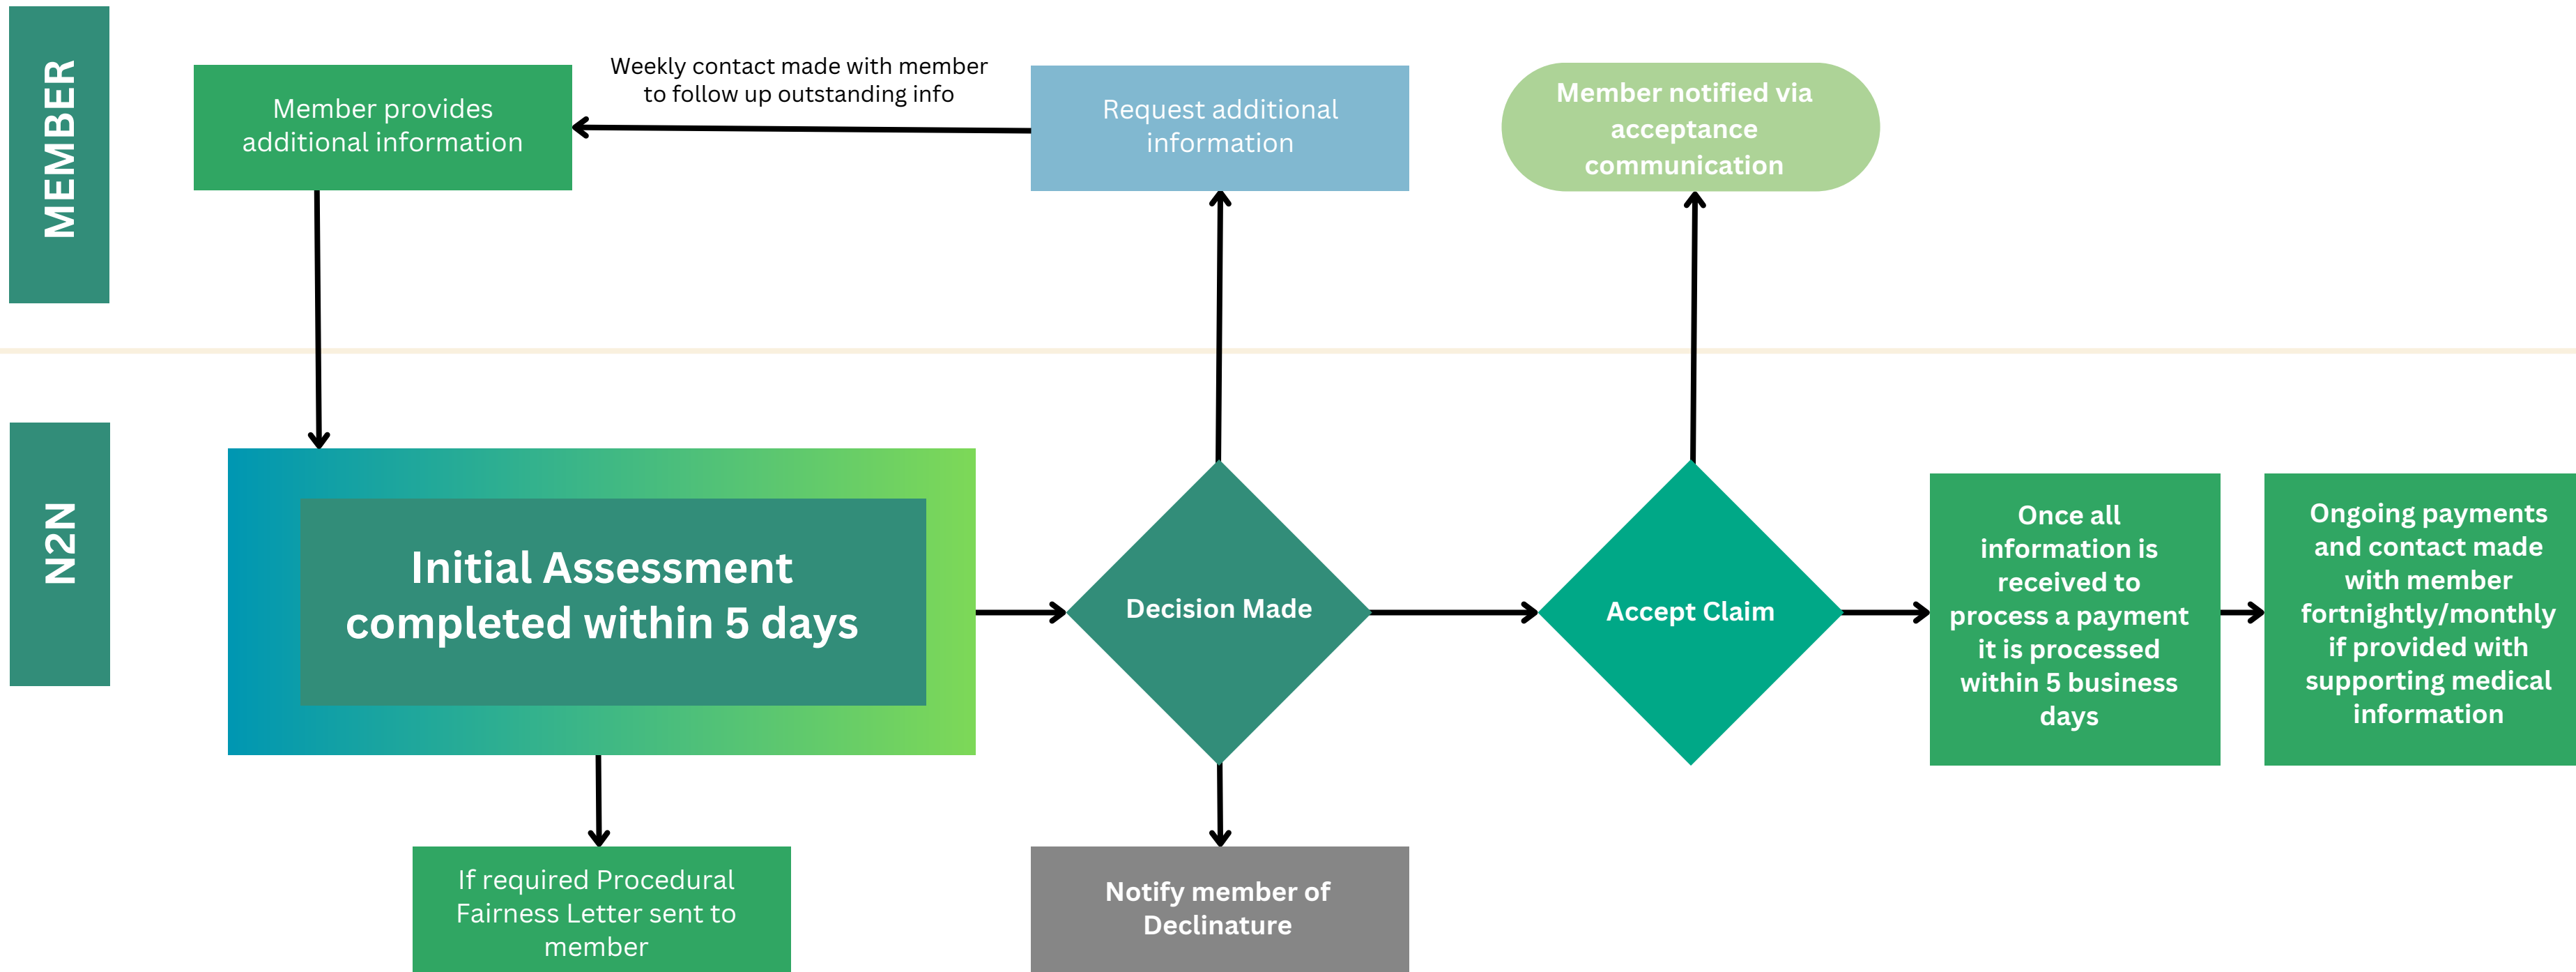 MEMBER
Member provides
additional information
Weekly contact made with member
to follow up outstanding info
Request additional
information
Member notified via
acceptance
communication
N2N
Initial Assessment
completed within 5 days
Decision Made
Accept Claim
Once all
information is
received to
process a payment
it is processed
within 5 business
days
Ongoing payments
and contact made
with member
fortnightly/monthly
if provided with
supporting medical
information
If required Procedural
Fairness Letter sent to
member
Notify member of
Declinature